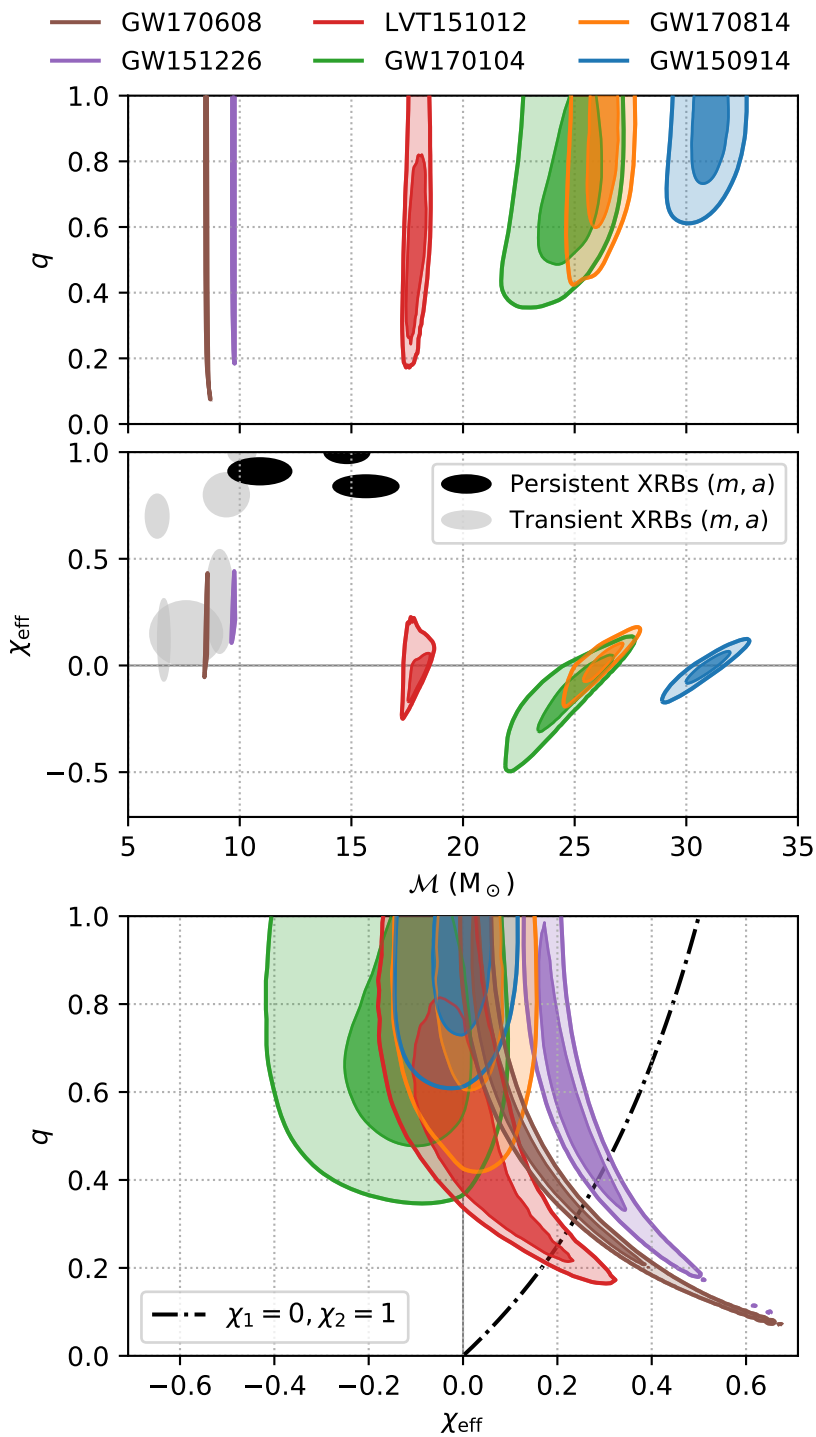 GW170608 LVT151012 GW170814
GW151226 GW170104 GW150914
1.0
0.8
0.6
0.4
0.2
0.0
q
1.0
0.5
0.0
−0.5
χeff
Persistent XRBs (m, a)
Transient XRBs (m, a)
5 10 15 20 25 30 35
ℳ (M⊙)
1.0
0.8
0.6
0.4
0.2
0.0
q
χ1 = 0, χ2 = 1
−0.6 −0.4 −0.2 0.0 0.2 0.4 0.6
χeff